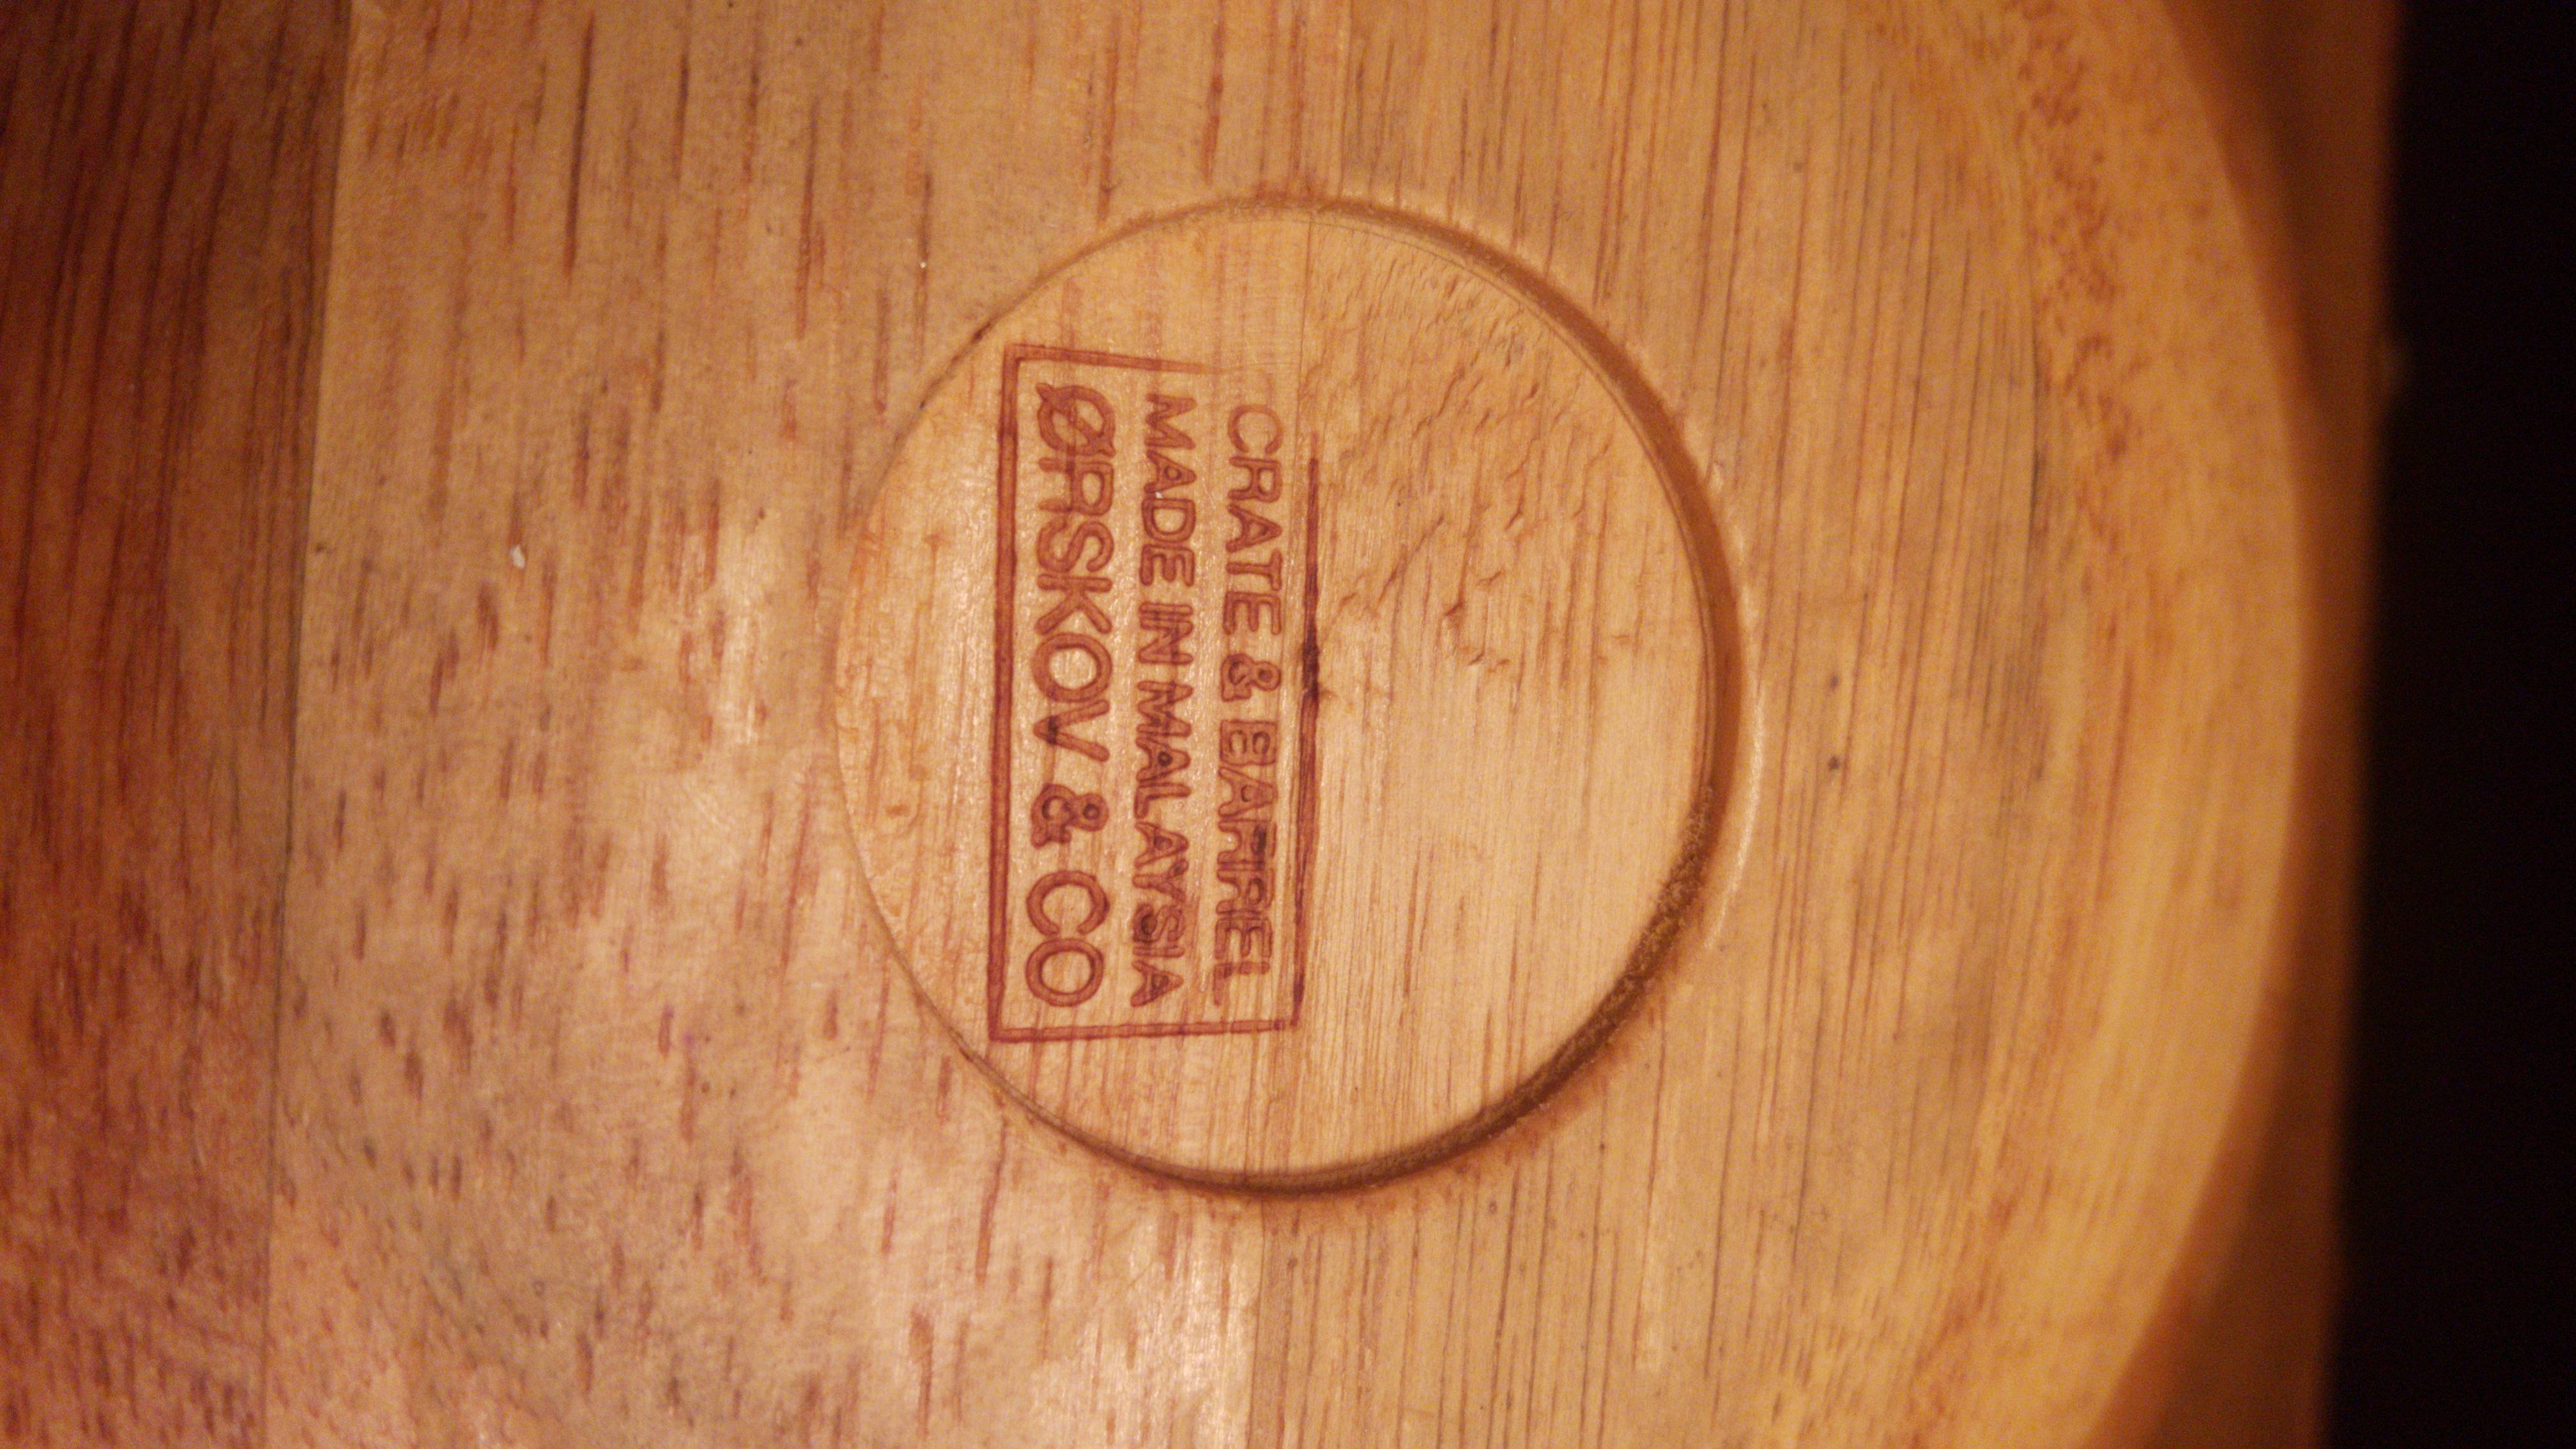 CRATE & BARREL
MADE IN MALAYSIA
ØRSKOV & CO